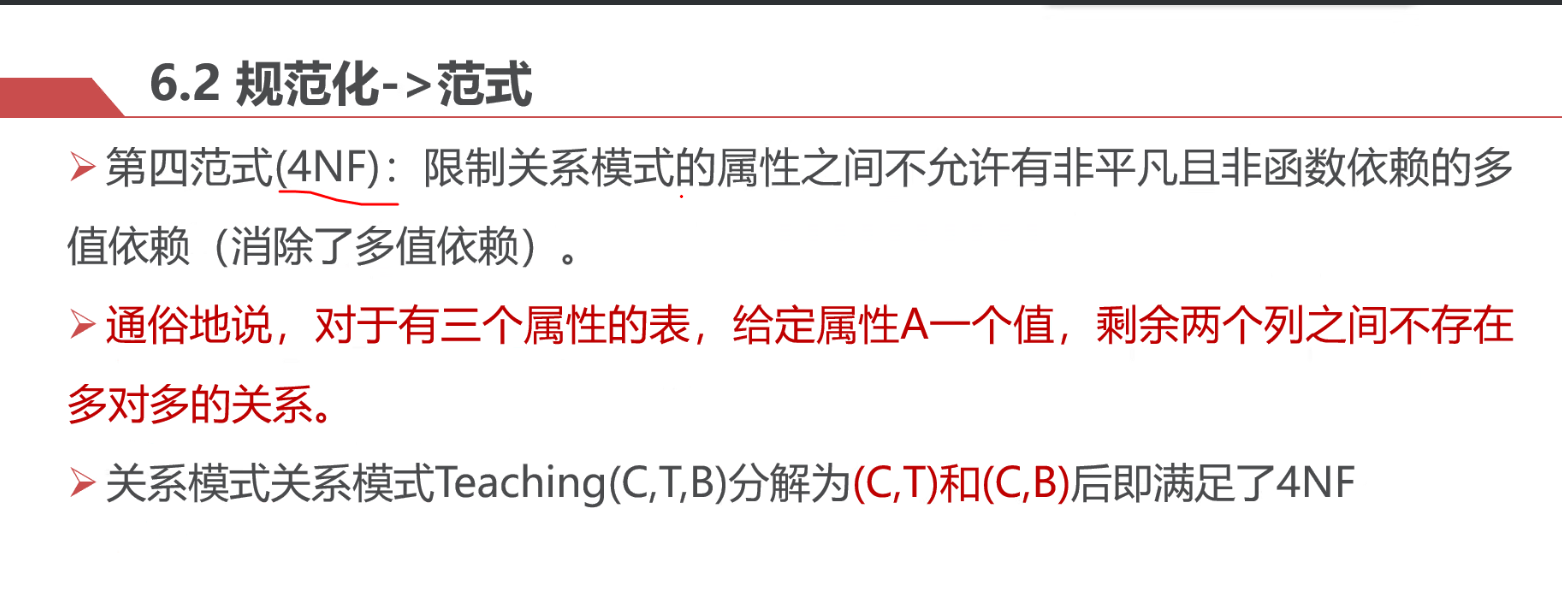 6.2 规范化->范式
第四范式(4NF)：限制关系模式的属性之间不允许有非平凡且非函数依赖的多
值依赖（消除了多值依赖）。
通俗地说，对于有三个属性的表，给定属性A一个值，剩余两个列之间不存在
多对多的关系。
关系模式关系模式Teaching(C,T,B)分解为(C,T)和(C,B)后即满足了4NF